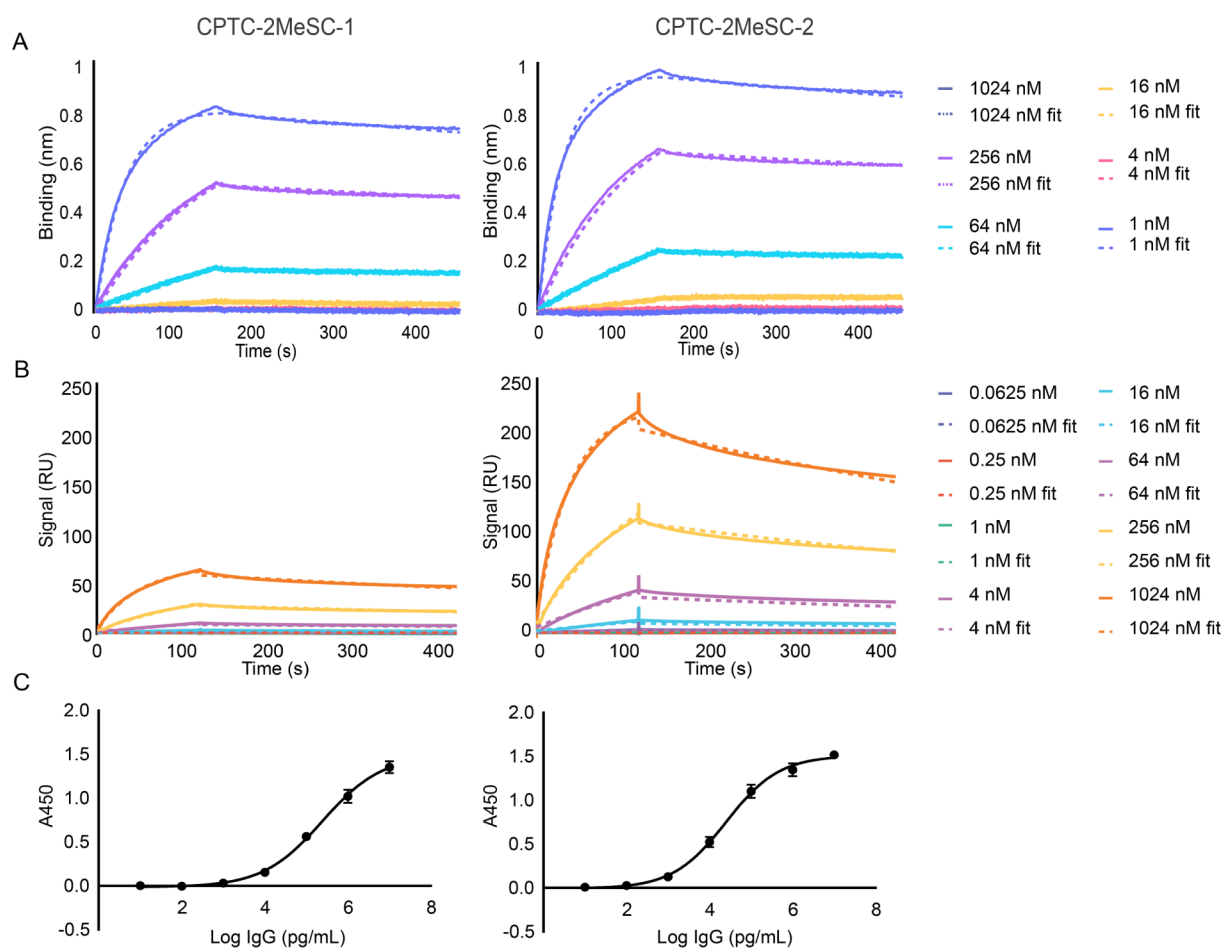 CPTC-2MeSC-1
CPTC-2MeSC-2
A
1
0.8
0.6
0.4
0.2
0
Binding (nm)
0
100
200
300
400
Time (s)
1
0.8
0.6
0.4
0.2
0
Binding (nm)
0
100
200
300
400
Time (s)
1024 nM
1024 nM fit
256 nM
256 nM fit
64 nM
64 nM fit
16 nM
16 nM fit
4 nM
4 nM fit
1 nM
1 nM fit
B
250
200
150
100
50
0
Signal (RU)
0
100
200
300
400
Time (s)
250
200
150
100
50
0
Signal (RU)
0
100
200
300
400
Time (s)
0.0625 nM
0.0625 nM fit
0.25 nM
0.25 nM fit
1 nM
1 nM fit
4 nM
4 nM fit
16 nM
16 nM fit
64 nM
64 nM fit
256 nM
256 nM fit
1024 nM
1024 nM fit
C
2.0
1.5
1.0
0.5
0.0
-0.5
A450
2
4
6
8
Log IgG (pg/mL)
2.0
1.5
1.0
0.5
0.0
-0.5
A450
2
4
6
8
Log IgG (pg/mL)